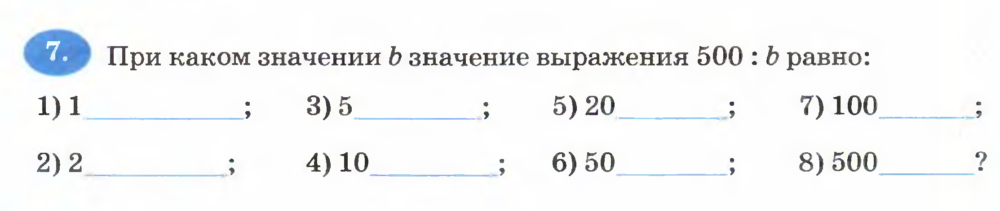 7. При каком значении b значение выражения 500 : b равно:
1) 1 ; 3) 5 ; 5) 20 ; 7) 100 ;
2) 2 ; 4) 10 ; 6) 50 ; 8) 500 ?